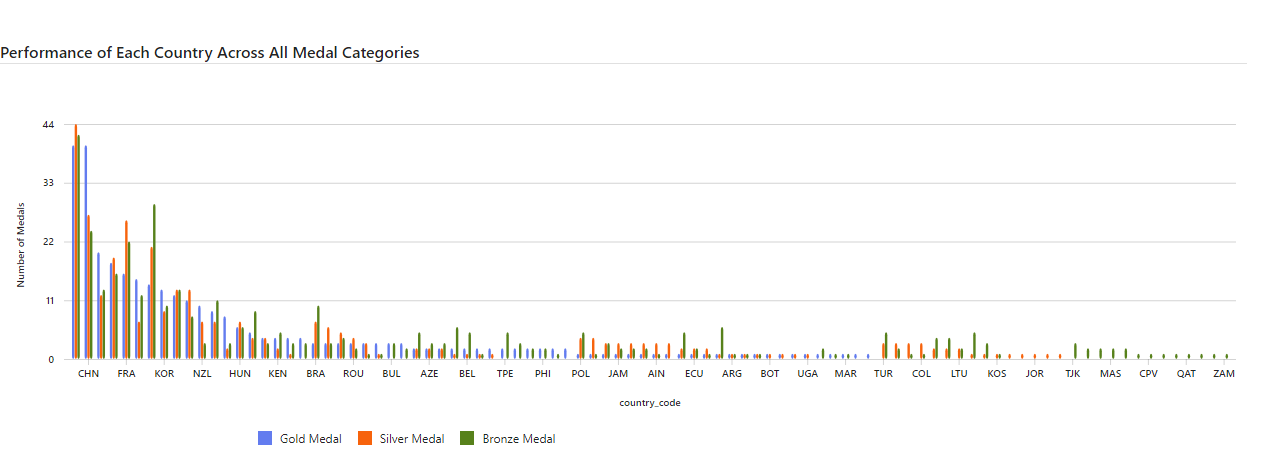 Performance of Each Country Across All Medal Categories
44
33
22
11
0
Number of Medals
CHN FRA KOR NZL HUN KEN BRA ROU BUL AZE BEL TPE PHI POL JAM AIN ECU ARG BOT UGA MAR TUR COL LTU KOS JOR TJK MAS CPV QAT ZAM
country_code
Gold Medal Silver Medal Bronze Medal